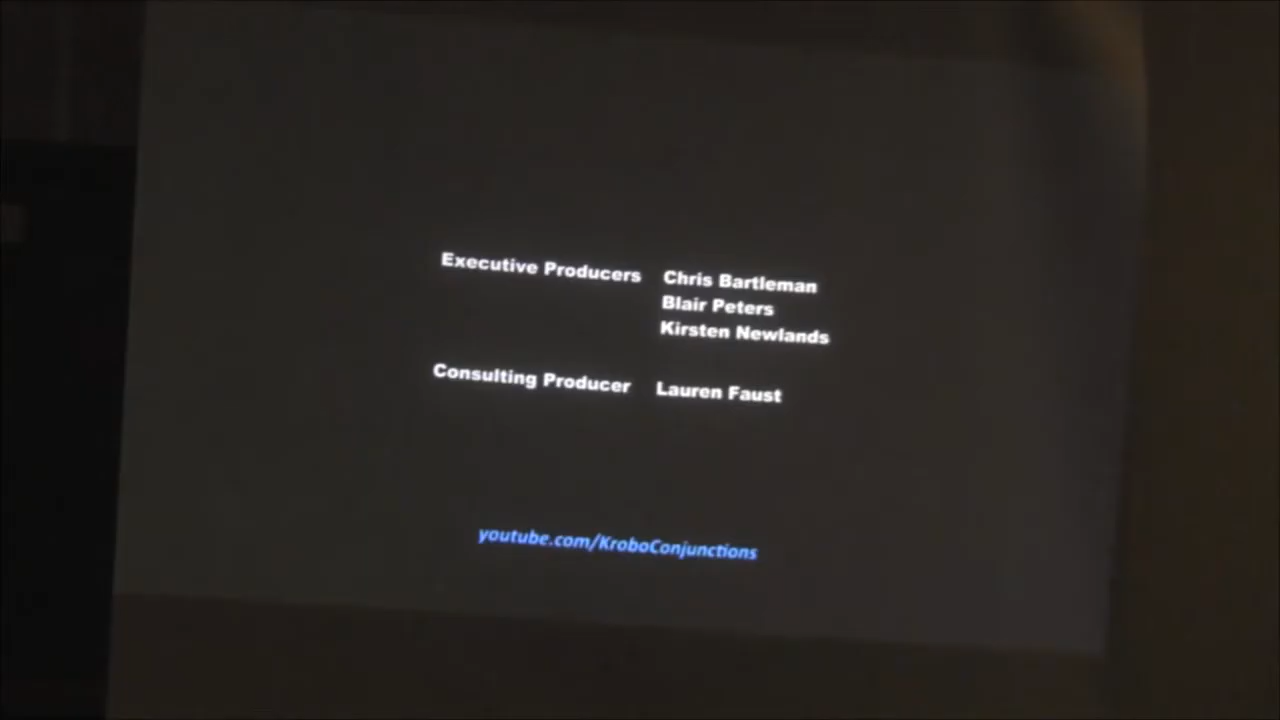 Executive Producers Chris Bartleman
Blair Peters
Kirsten Newlands
Consulting Producer Lauren Faust
youtube.com/KroboConjunctions